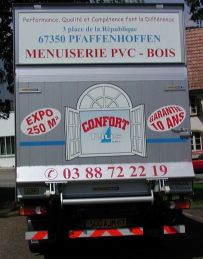 Performance, Qualité et Compétence font la Différence
3 place de la République
67350 PFAFFENHOFFEN
MENUISERIE PVC - BOIS
EXPO
250 M²
CONFORT
GARANTIE
10 ANS
03 88 72 22 19